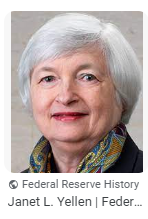 Federal Reserve History
Janet L. Yellen | Feder...